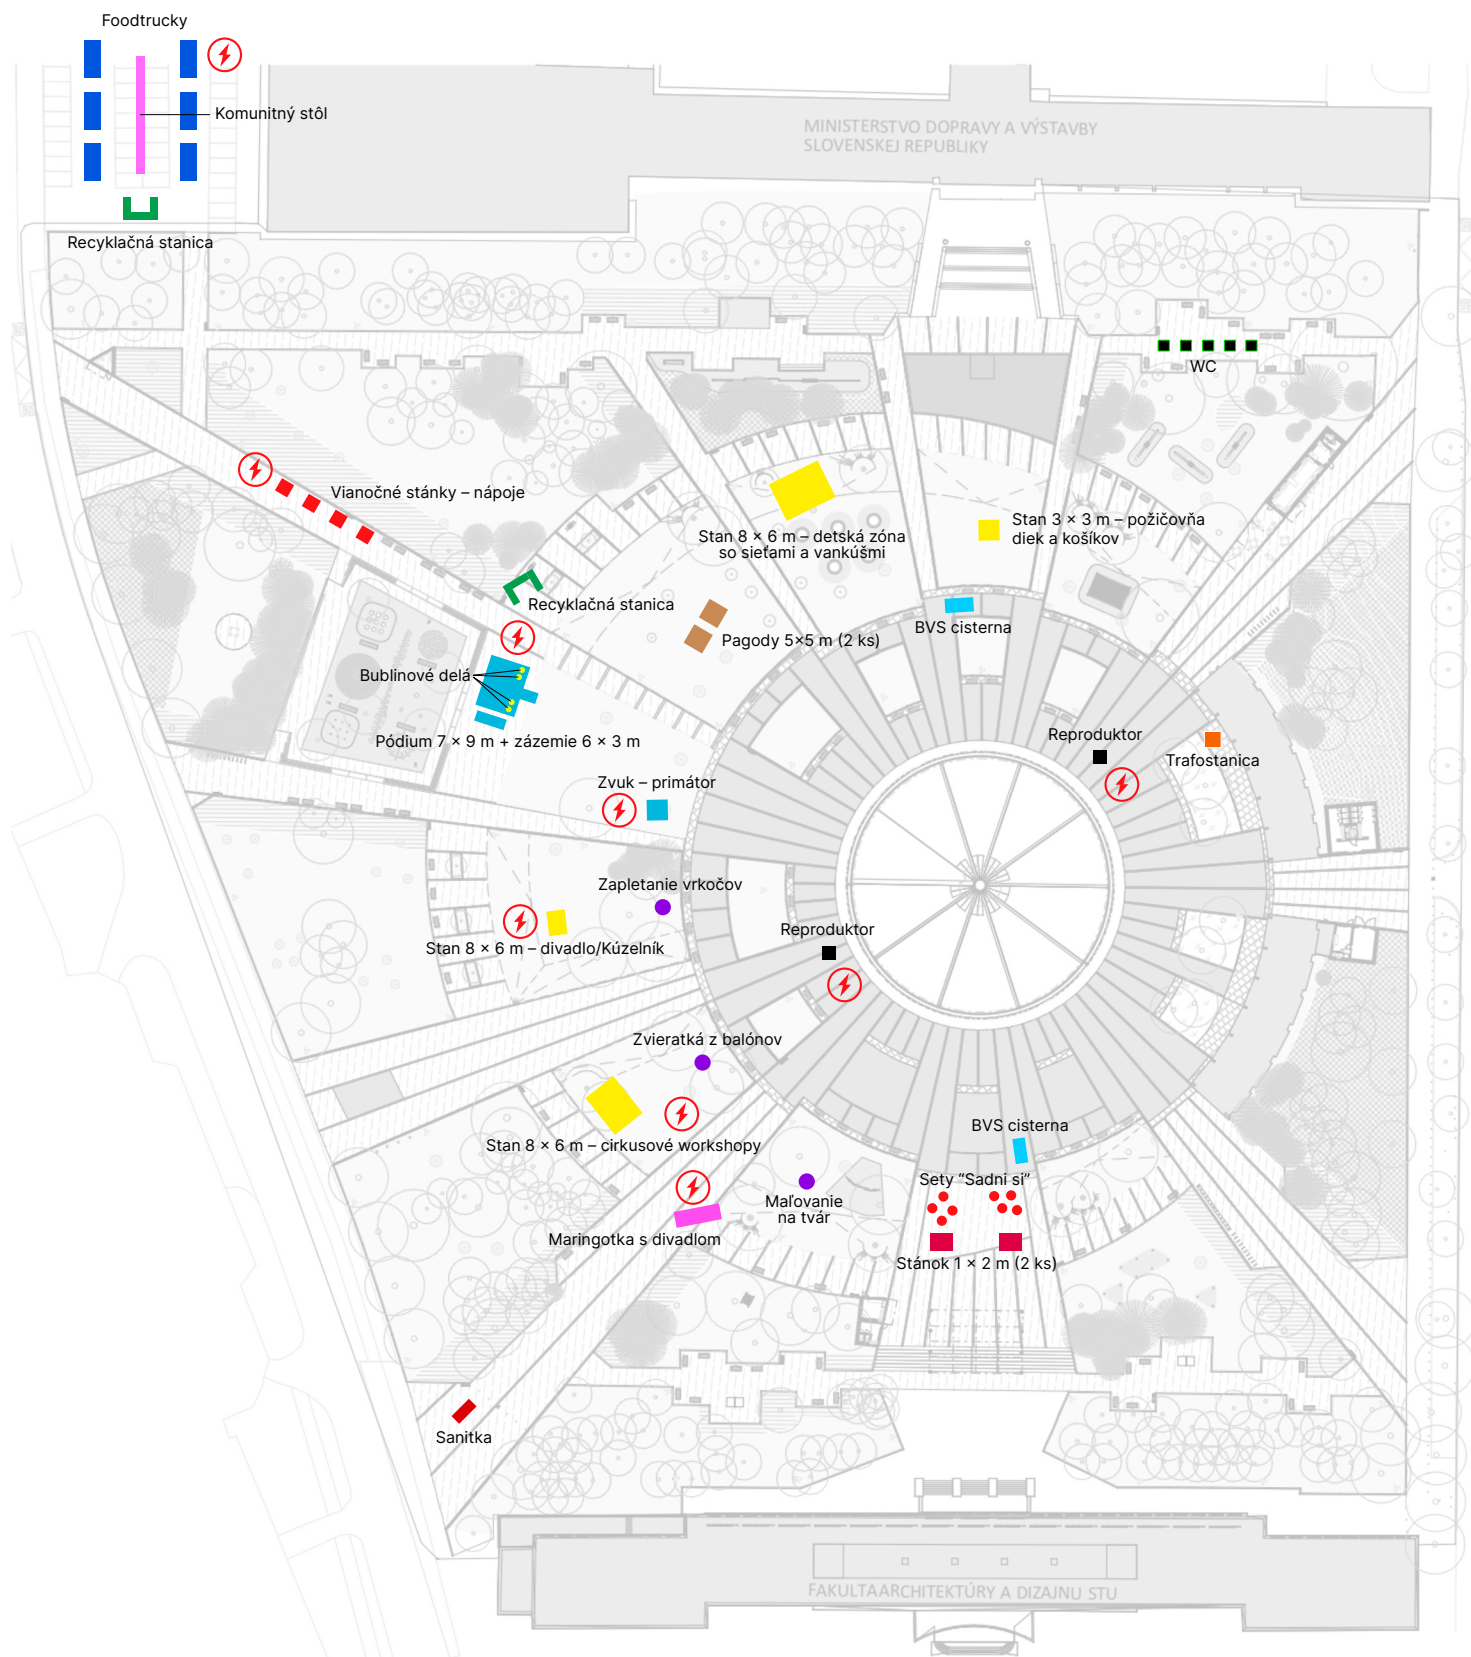 Foodtrucky
Komunitný stôl
MINISTERSTVO DOPRAVY A VÝSTAVBY
SLOVENSKEJ REPUBLIKY
Recyklačná stanica
WC
Vianočné stánky – nápoje
Stan 8 × 6 m – detská zóna
so sieťami a vankúšmi
Stan 3 × 3 m – požičovňa
diek a košíkov
Recyklačná stanica
BVS cisterna
Pagody 5×5 m (2 ks)
Bublinové delá
Pódium 7 × 9 m + zázemie 6 × 3 m
Reproduktor
Trafostanica
Zvuk – primátor
Zapletanie vrkočov
Reproduktor
Stan 8 × 6 m – divadlo/Kúzelník
Zvieratká z balónov
BVS cisterna
Stan 8 × 6 m – cirkusové workshopy
Sety “Sadni si”
Maľovanie
na tvár
Maringotka s divadlom
Stánok 1 × 2 m (2 ks)
Sanitka
FAKULTA ARCHITEKTÚRY A DIZAJNU STU